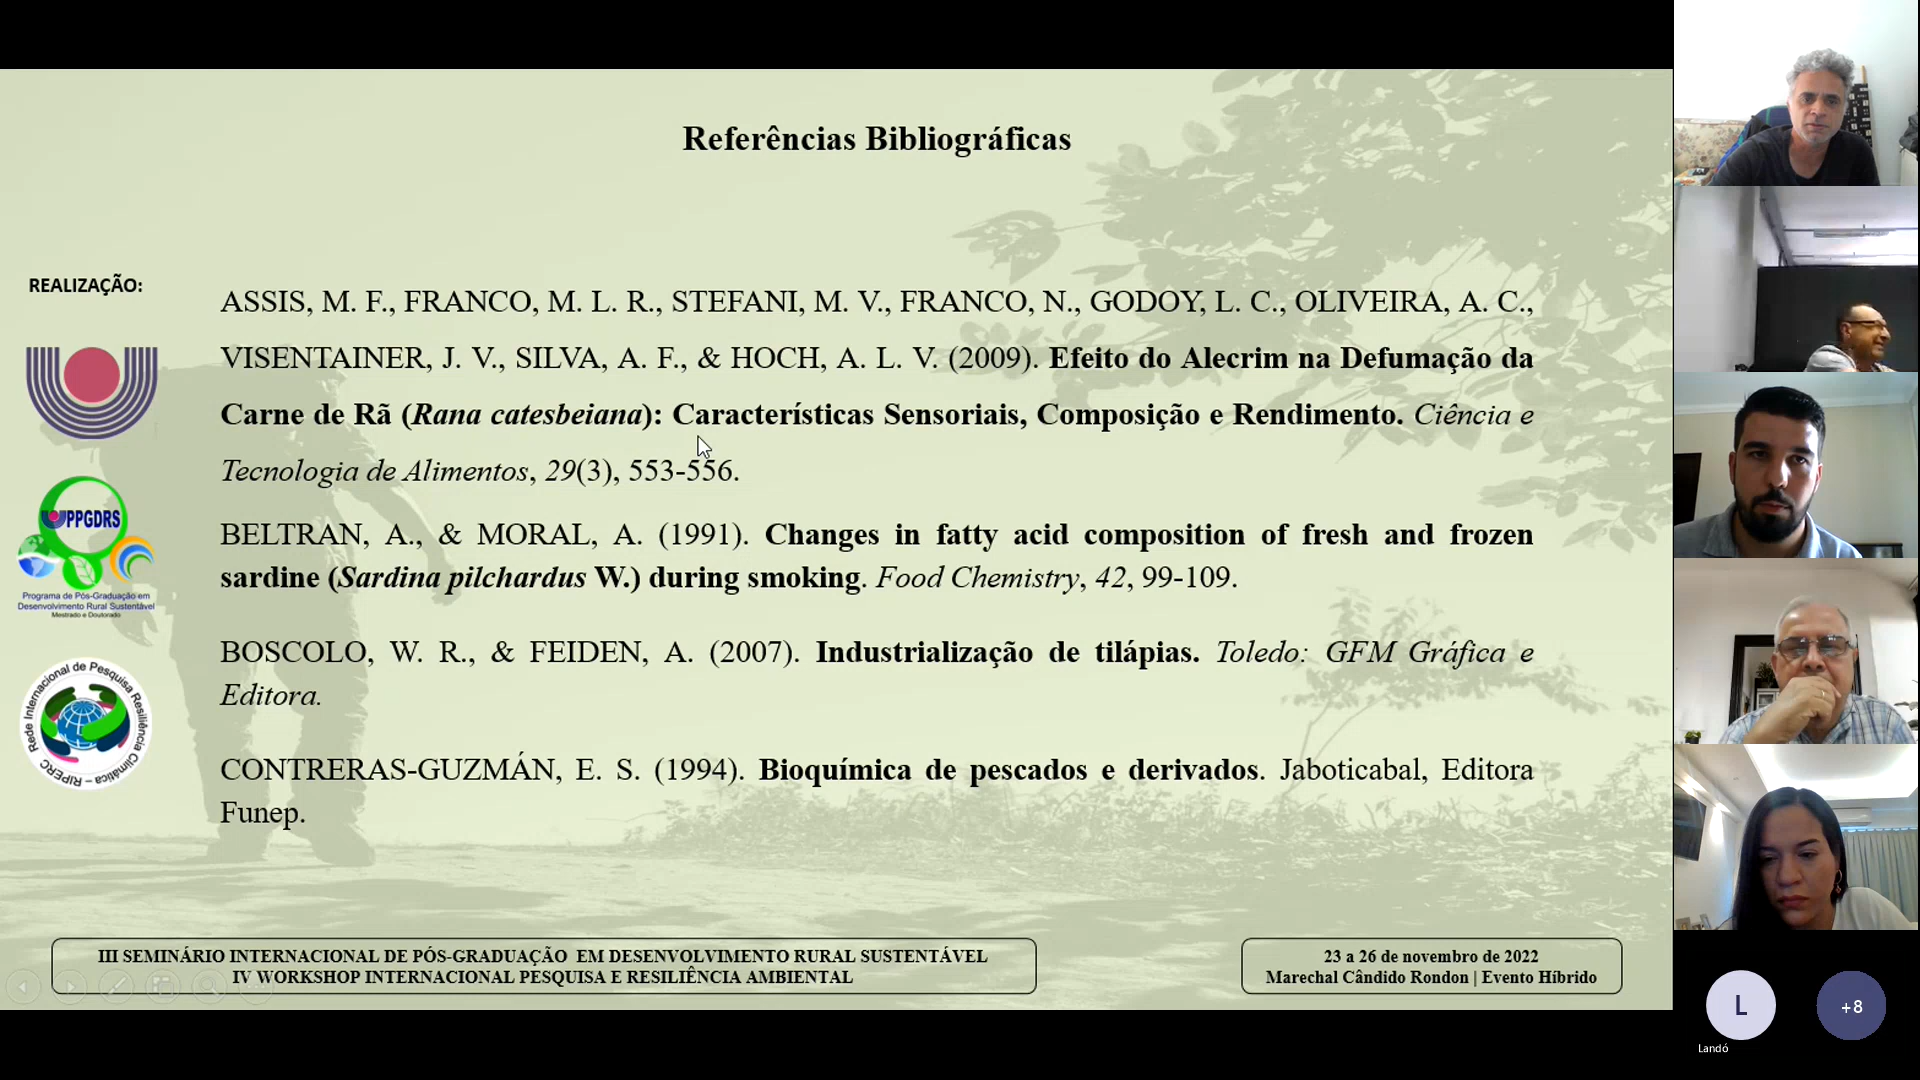 Referências Bibliográficas
REALIZAÇÃO:
ASSIS, M. F., FRANCO, M. L. R., STEFANI, M. V., FRANCO, N., GODOY, L. C., OLIVEIRA, A. C.,
VISENTAINER, J. V., SILVA, A. F., & HOCH, A. L. V. (2009). Efeito do Alecrim na Defumação da
Carne de Rã (Rana catesbeiana): Características Sensoriais, Composição e Rendimento. Ciência e
Tecnologia de Alimentos, 29(3), 553-556.
BELTRAN, A., & MORAL, A. (1991). Changes in fatty acid composition of fresh and frozen
sardine (Sardina pilchardus W.) during smoking. Food Chemistry, 42, 99-109.
BOSCOLO, W. R., & FEIDEN, A. (2007). Industrialização de tilápias. Toledo: GFM Gráfica e
Editora.
CONTRERAS-GUZMÁN, E. S. (1994). Bioquímica de pescados e derivados. Jaboticabal, Editora
Funep.
PPGDRS
Programa de Pós-Graduação em
Desenvolvimento Rural Sustentável
Mestrado e Doutorado
Rede Internacional de Pesquisa Resiliência Climática – RIPERC
III SEMINÁRIO INTERNACIONAL DE PÓS-GRADUAÇÃO EM DESENVOLVIMENTO RURAL SUSTENTÁVEL
IV WORKSHOP INTERNACIONAL PESQUISA E RESILIÊNCIA AMBIENTAL
23 a 26 de novembro de 2022
Marechal Cândido Rondon | Evento Híbrido
L
+8
Landó